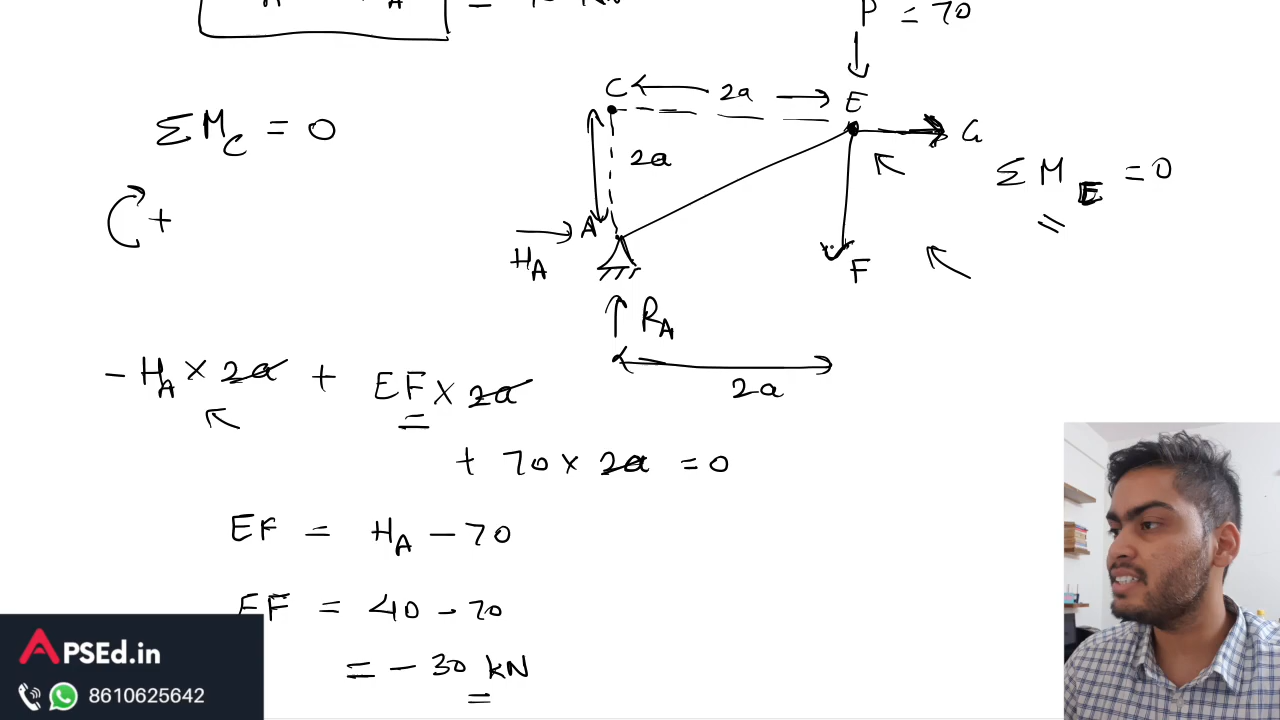 P = 70
ΣM_C = 0
C 2a E
G
2a
ΣM_E = 0
+
A
H_A
F
R_A
2a
- H_A × 2a + EF × 2a
+ 70 × 2a = 0
EF = H_A - 70
EF = 40 - 70
= - 30 kN
APSEd.in
8610625642